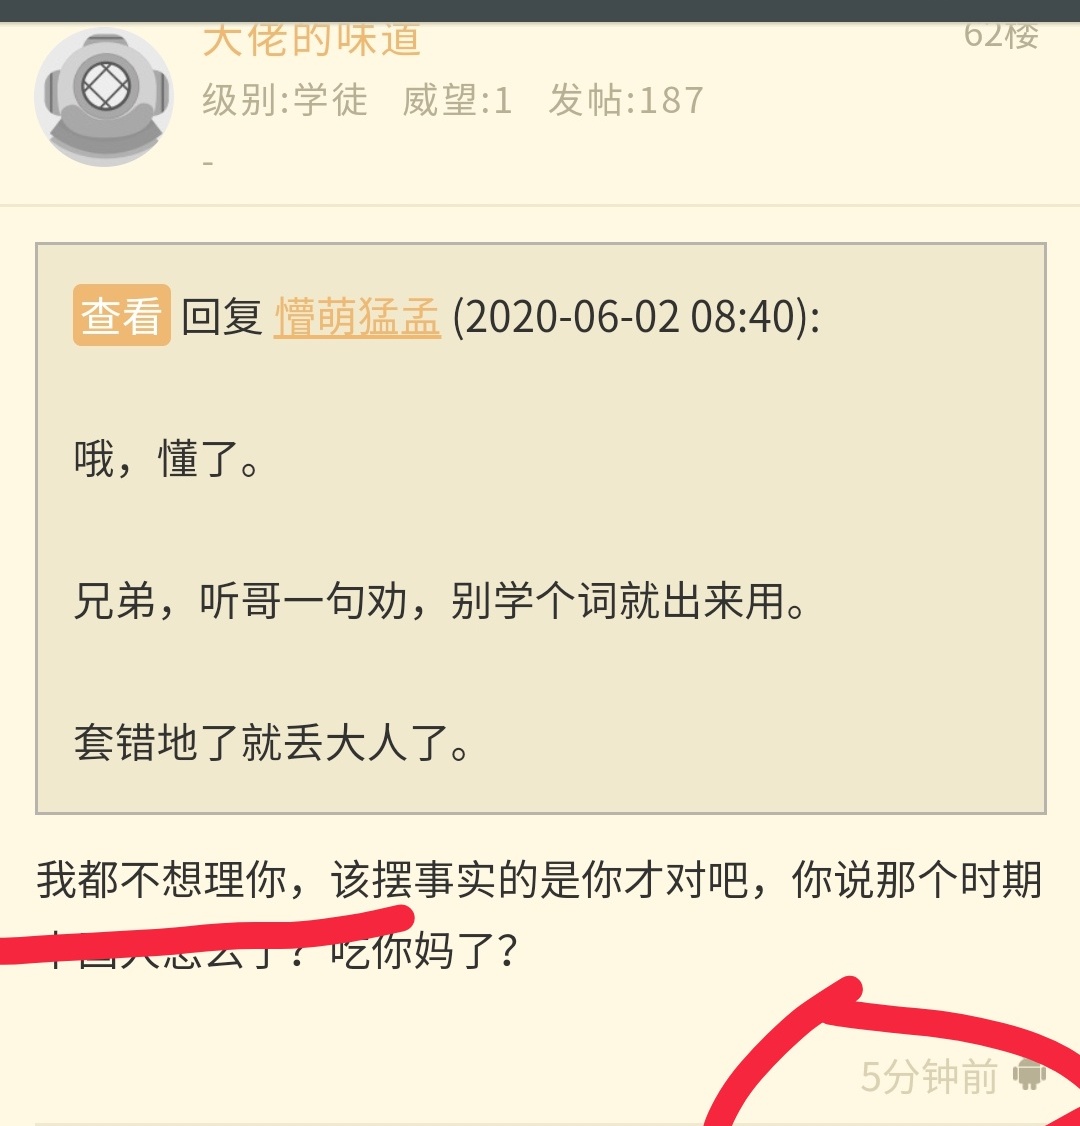 大佬的味道
62楼
级别:学徒 威望:1 发帖:187
-
查看 回复 懵萌猛孟 (2020-06-02 08:40):
哦，懂了。
兄弟，听哥一句劝，别学个词就出来用。
套错地了就丢大人了。
我都不想理你，该摆事实的是你才对吧，你说那个时期
中国人怎么了？吃你妈了？
5分钟前